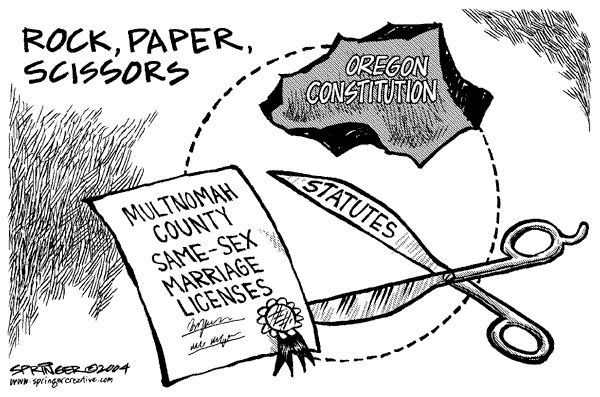 ROCK, PAPER,
SCISSORS
OREGON
CONSTITUTION
STATUTES
MULTNOMAH
COUNTY
SAME-SEX
MARRIAGE
LICENSES
SPRINGER©2004
www.springercreative.com